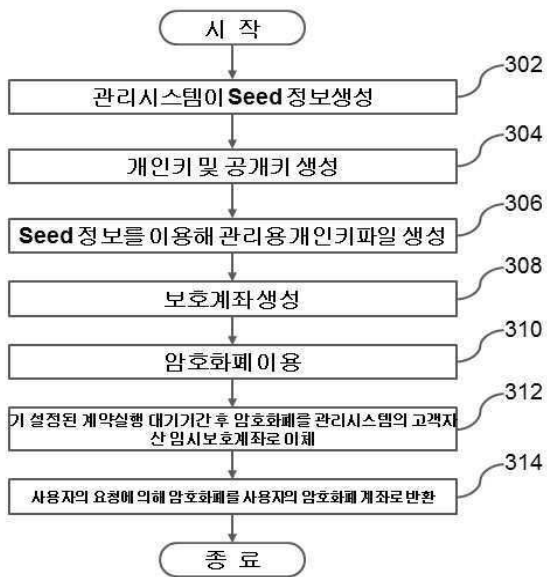 시 작
302
관리시스템이 Seed 정보생성
304
개인키 및 공개키 생성
306
Seed 정보를 이용해 관리용 개인키파일 생성
308
보호계좌 생성
310
암호화폐 이용
312
기 설정된 계약실행 대기기간 후 암호화폐를 관리시스템의 고객자
산 임시보호계좌로 이체
314
사용자의 요청에 의해 암호화폐를 사용자의 암호화폐 계좌로 반환
종 료